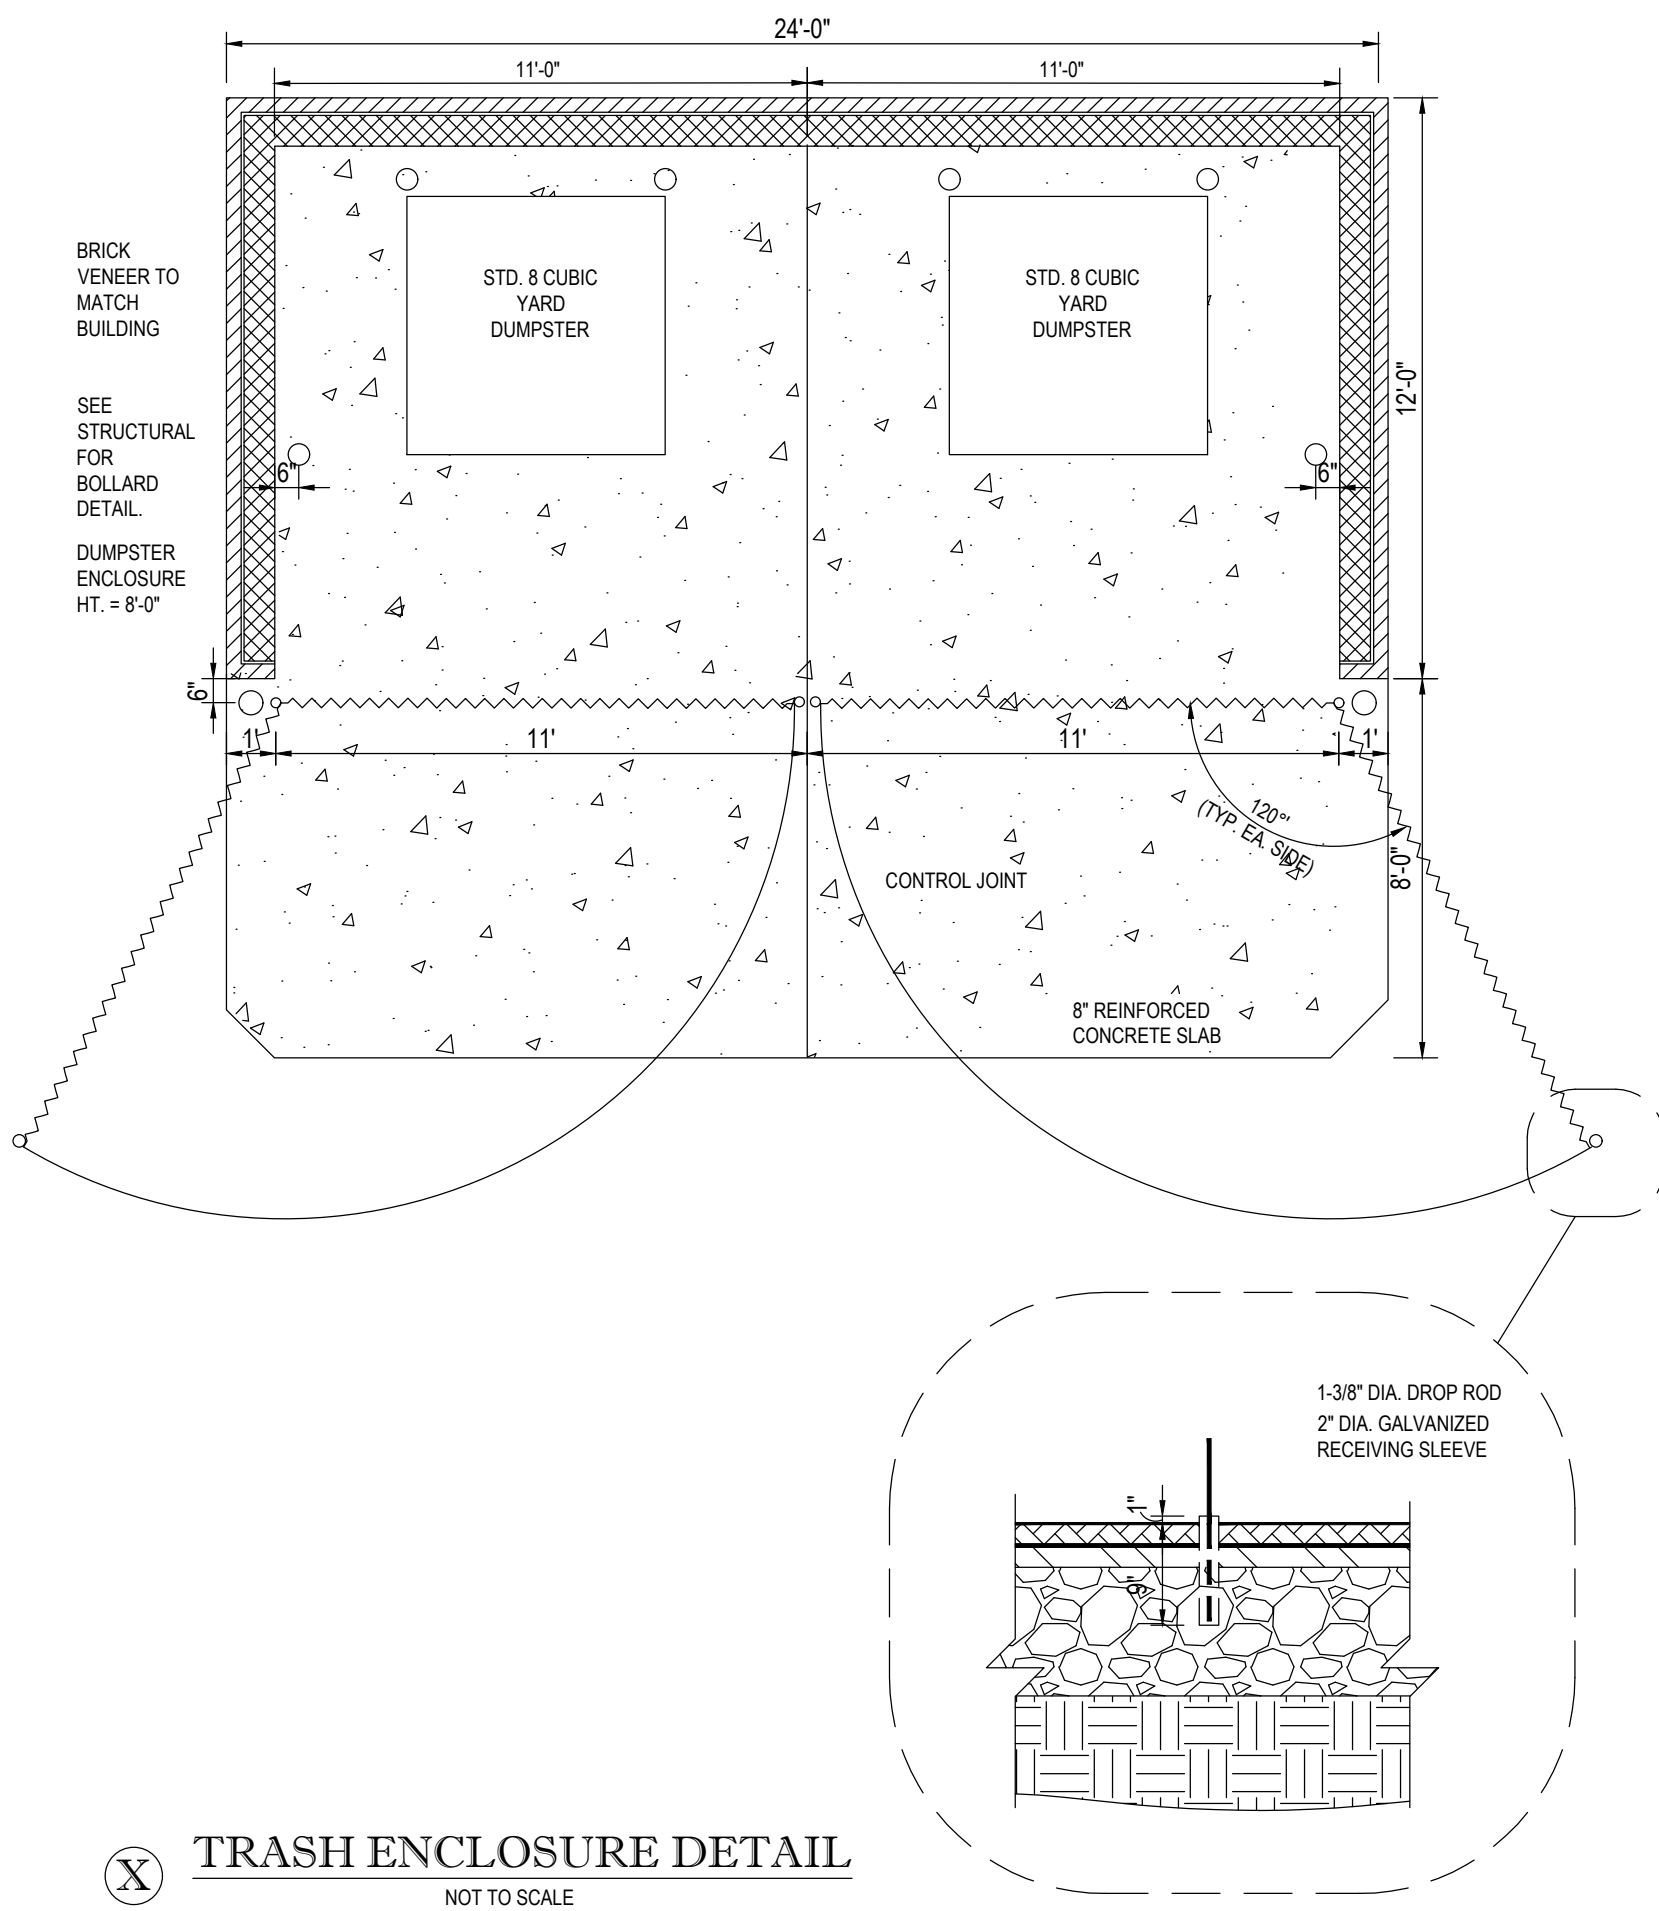 24'-0"
11'-0"
11'-0"
BRICK
VENEER TO
MATCH
BUILDING
STD. 8 CUBIC
YARD
DUMPSTER
STD. 8 CUBIC
YARD
DUMPSTER
12'-0"
SEE
STRUCTURAL
FOR
BOLLARD
DETAIL.
6"
6"
DUMPSTER
ENCLOSURE
HT. = 8'-0"
6"
1'
11'
11'
1'
120°'
(TYP. EA. SIDE)
8'-0"
CONTROL JOINT
8" REINFORCED
CONCRETE SLAB
1-3/8" DIA. DROP ROD
2" DIA. GALVANIZED
RECEIVING SLEEVE
1"
9"
X
TRASH ENCLOSURE DETAIL
NOT TO SCALE